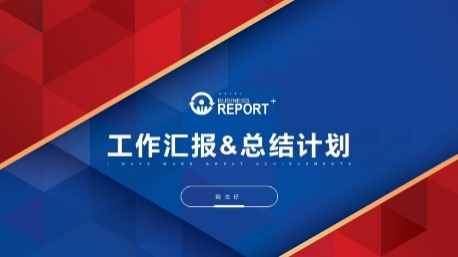 BUSINESS
REPORT+
工作汇报&总结计划
I HAVE MADE GREAT ACHIEVEMENTS